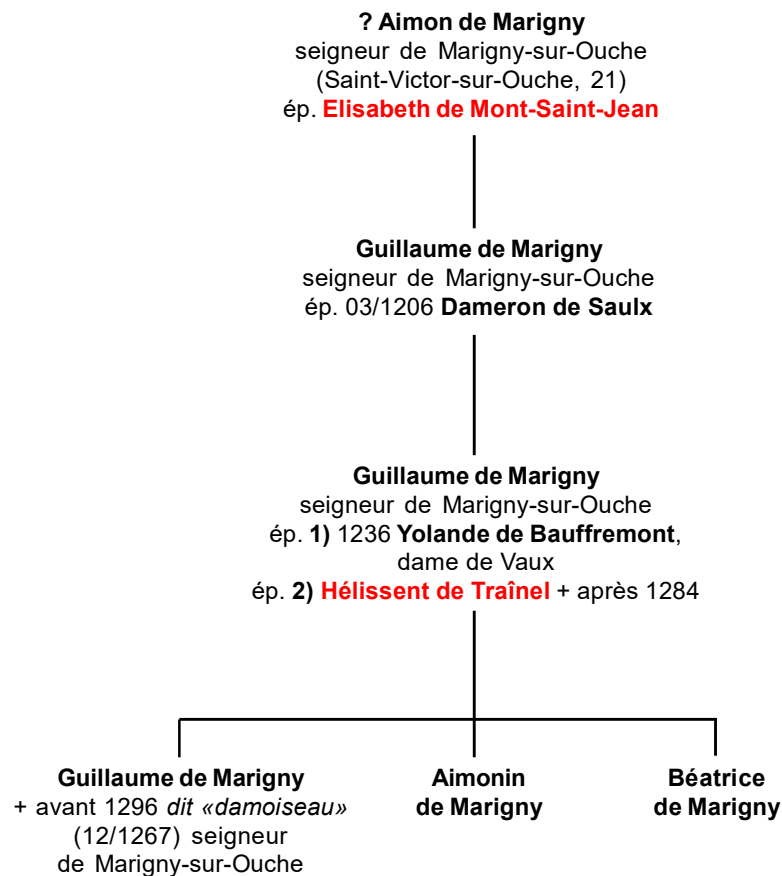 ? Aimon de Marigny
seigneur de Marigny-sur-Ouche
(Saint-Victor-sur-Ouche, 21)
ép. Elisabeth de Mont-Saint-Jean
Guillaume de Marigny
seigneur de Marigny-sur-Ouche
ép. 03/1206 Dameron de Saulx
Guillaume de Marigny
seigneur de Marigny-sur-Ouche
ép. 1) 1236 Yolande de Bauffremont,
dame de Vaux
ép. 2) Hélissent de Traînel + après 1284
Guillaume de Marigny
+ avant 1296 dit «damoiseau»
(12/1267) seigneur
de Marigny-sur-Ouche
Aimonin
de Marigny
Béatrice
de Marigny